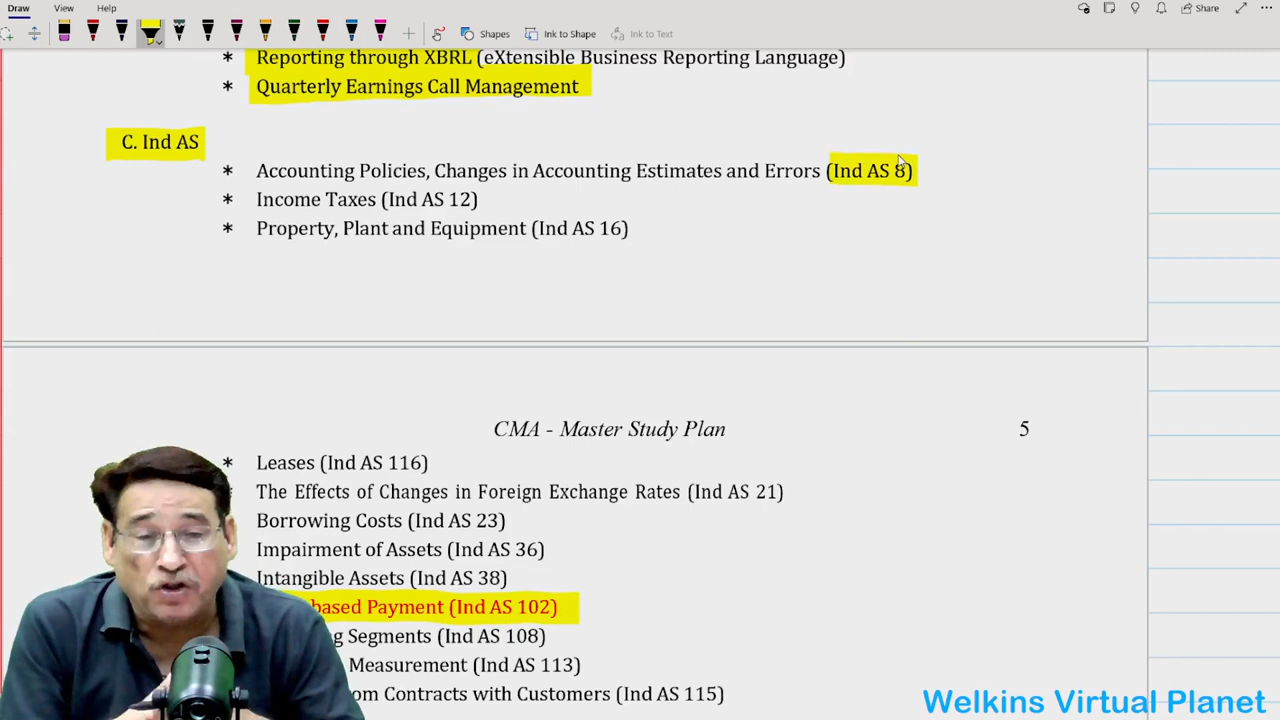 Draw View Help Share
Shapes Ink to Shape Ink to Text
* Reporting through XBRL (eXtensible Business Reporting Language)
* Quarterly Earnings Call Management
C. Ind AS
* Accounting Policies, Changes in Accounting Estimates and Errors (Ind AS 8)
* Income Taxes (Ind AS 12)
* Property, Plant and Equipment (Ind AS 16)
CMA - Master Study Plan 5
* Leases (Ind AS 116)
The Effects of Changes in Foreign Exchange Rates (Ind AS 21)
Borrowing Costs (Ind AS 23)
Impairment of Assets (Ind AS 36)
Intangible Assets (Ind AS 38)
based Payment (Ind AS 102)
Segments (Ind AS 108)
Measurement (Ind AS 113)
Contracts with Customers (Ind AS 115)
Welkins Virtual Planet